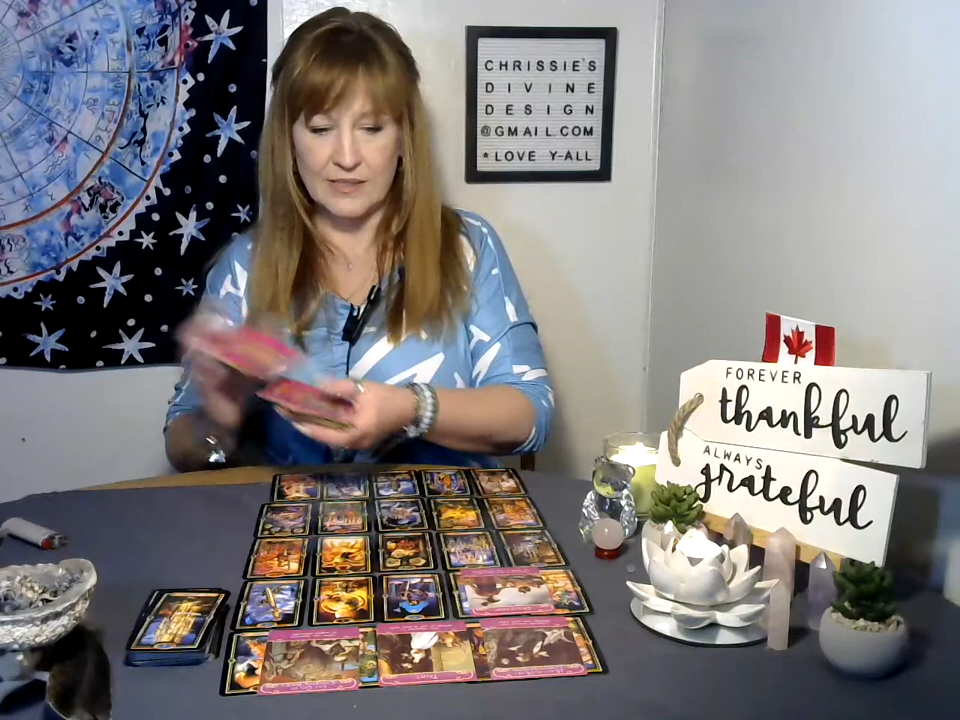 CHRISSIE'S
DIVINE
DESIGN
@GMAIL.COM
*LOVE Y-ALL
FOREVER
thankful
ALWAYS
grateful